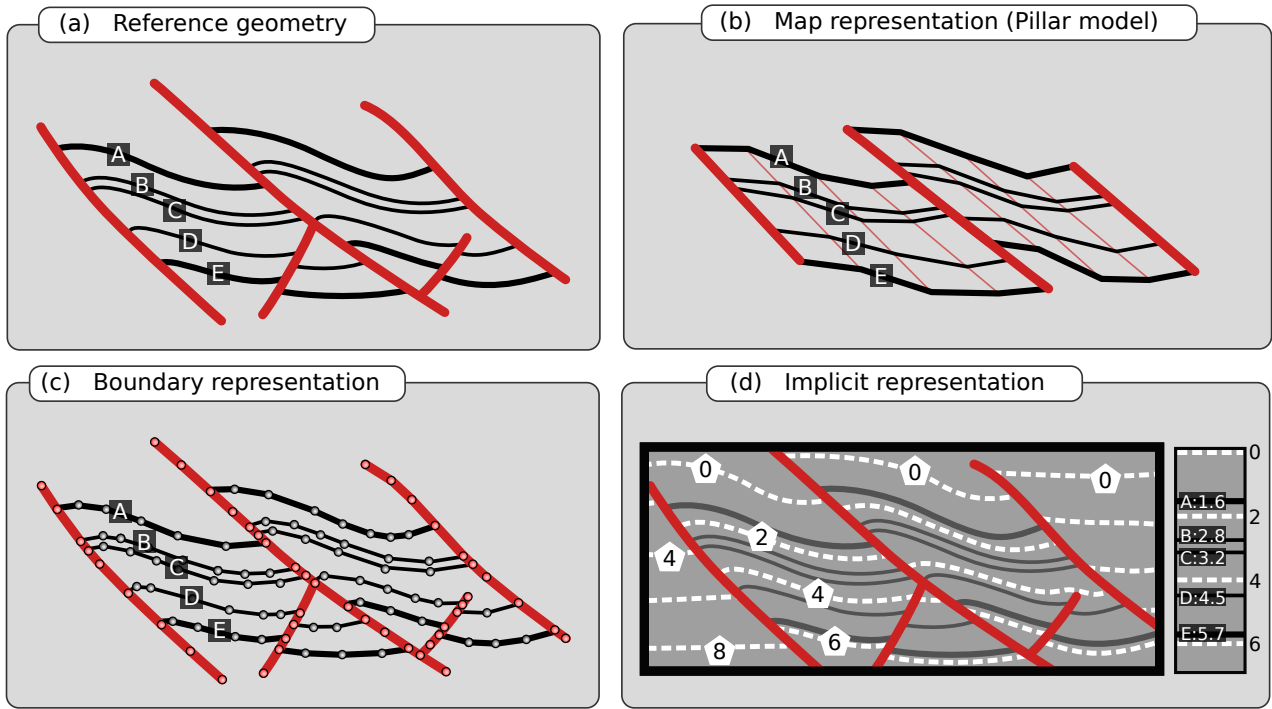 (a) Reference geometry
A
B
C
D
E
(b) Map representation (Pillar model)
A
B
C
D
E
(c) Boundary representation
A
B
C
D
E
(d) Implicit representation
0
0
0
2
4
4
6
8
0
A:1.6
2
B:2.8
C:3.2
4
D:4.5
E:5.7
6